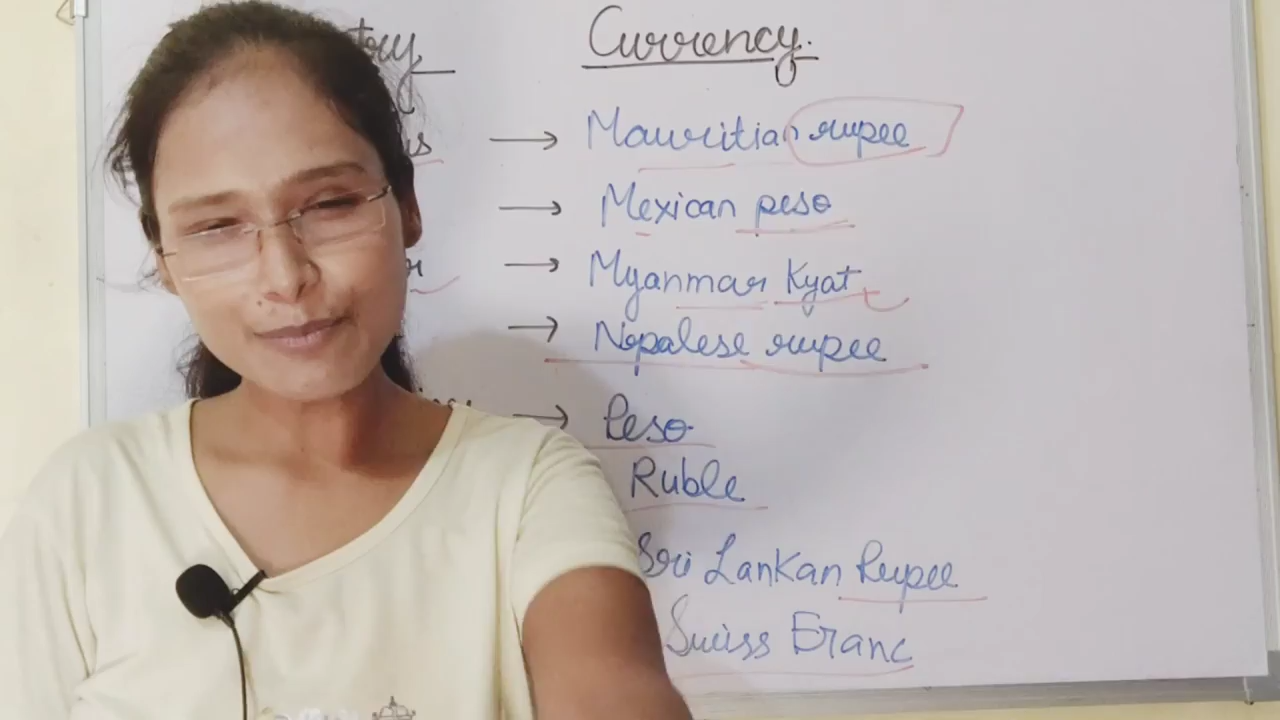 Currency.
→ Mauritian rupee
→ Mexican peso
→ Myanmar Kyat
→ Nepalese rupee
→ Peso
Ruble
Sri Lankan Rupee
Swiss Franc